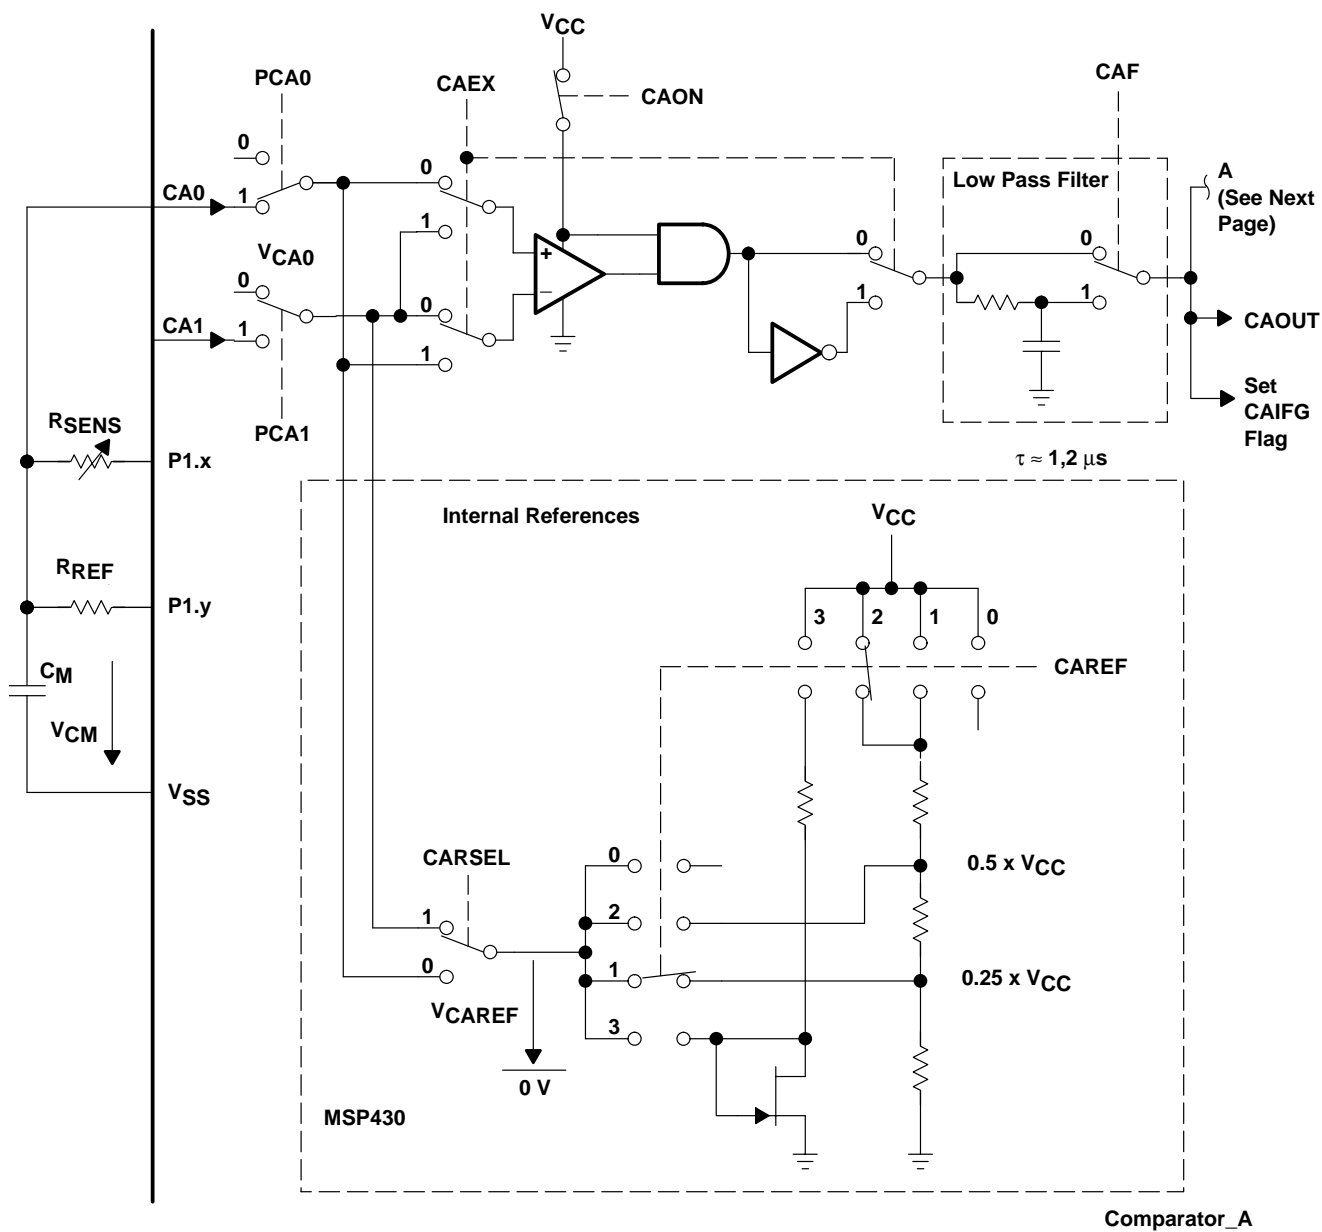 VCC
PCA0
CAEX
CAON
CAF
0
0
CA0
1
1
VCA0
0
0
CA1
1
1
PCA1
+
−
0
1
Low Pass Filter
0
1
A
(See Next
Page)
CAOUT
Set
CAIFG
Flag
τ ≈ 1,2 μs
RSENS
P1.x
RREF
P1.y
CM
VCM
VSS
Internal References
VCC
3
2
1
0
CAREF
CARSEL
1
0
VCAREF
0 V
0
2
1
3
0.5 x VCC
0.25 x VCC
MSP430
Comparator_A